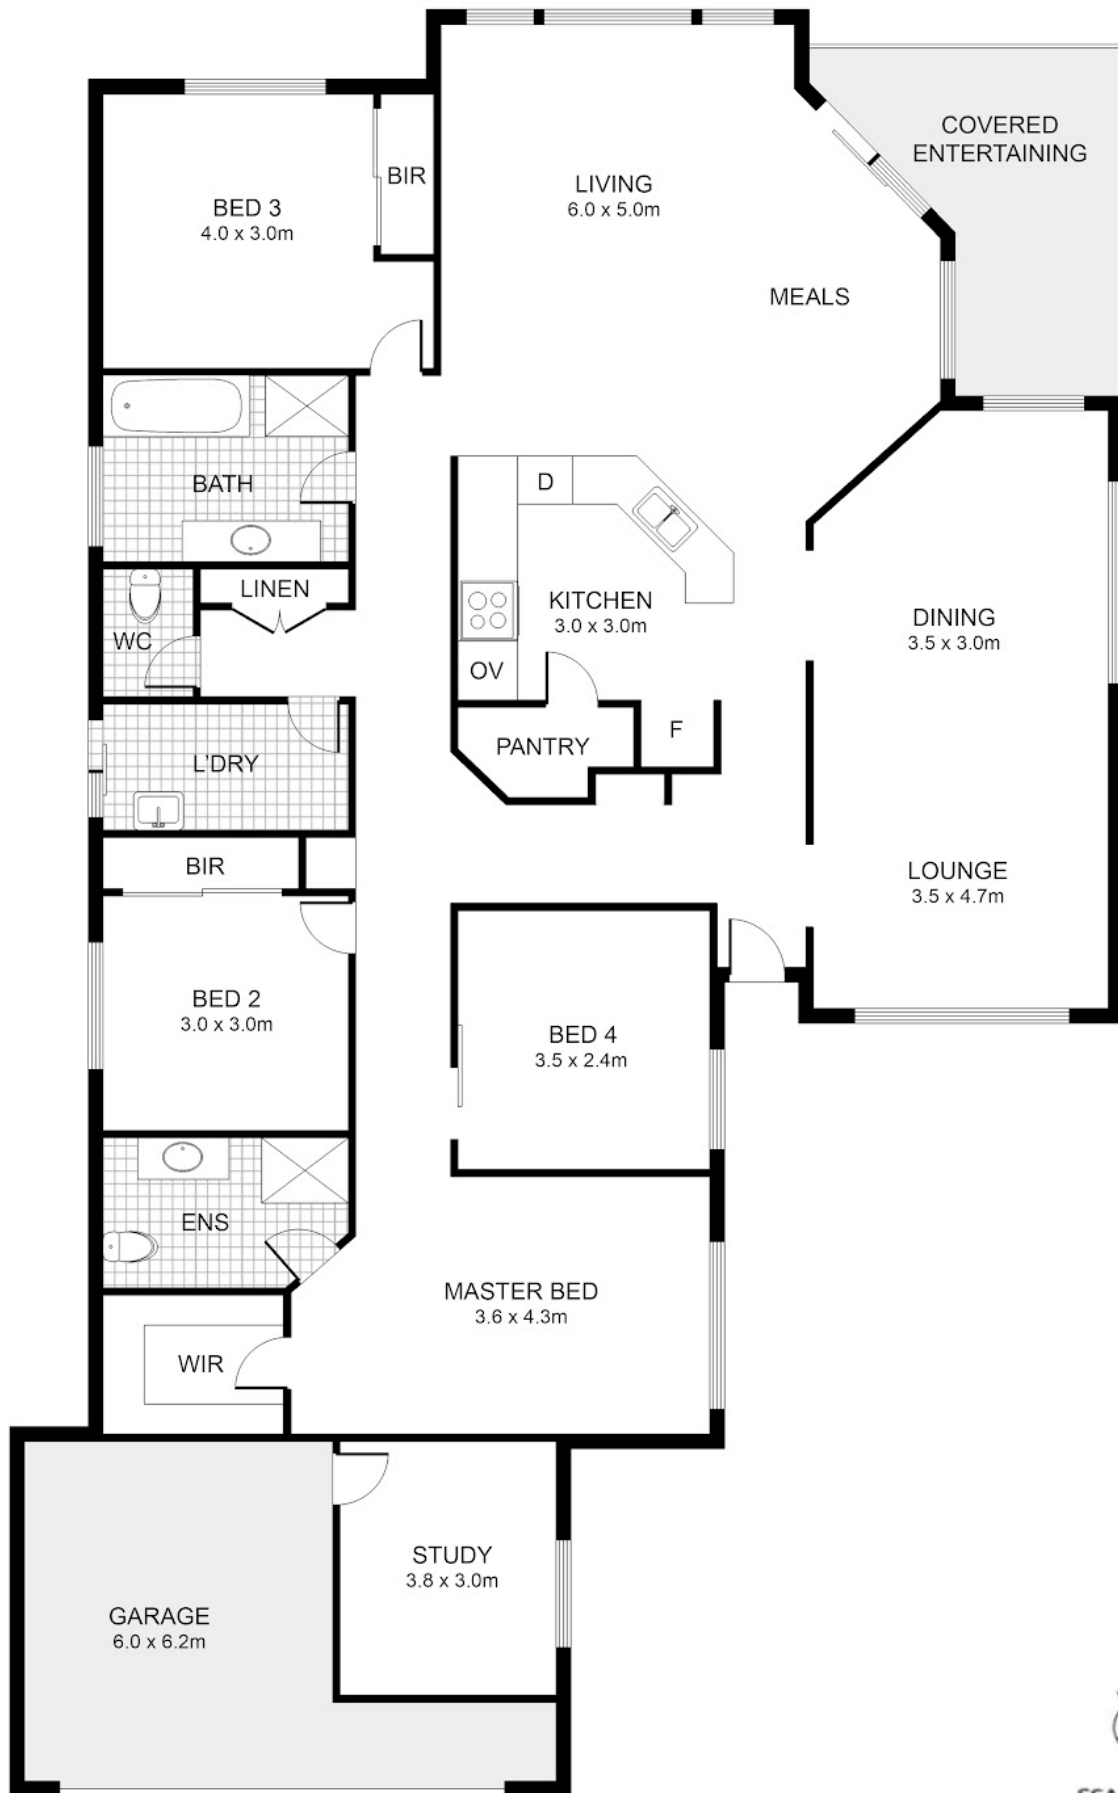 COVERED
ENTERTAINING
LIVING
6.0 x 5.0m
BIR
BED 3
4.0 x 3.0m
MEALS
BATH
D
LINEN
KITCHEN
3.0 x 3.0m
WC
DINING
3.5 x 3.0m
OV
F
PANTRY
L'DRY
BIR
LOUNGE
3.5 x 4.7m
BED 2
3.0 x 3.0m
BED 4
3.5 x 2.4m
ENS
MASTER BED
3.6 x 4.3m
WIR
STUDY
3.8 x 3.0m
GARAGE
6.0 x 6.2m